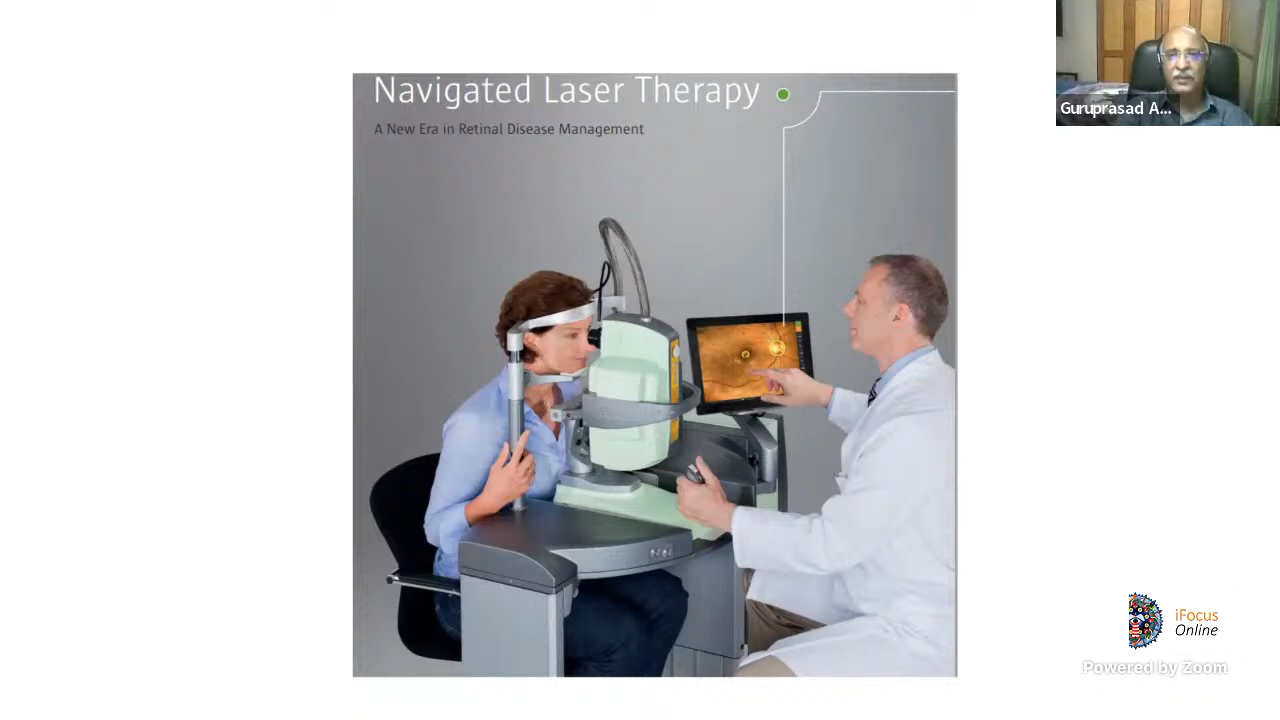 Navigated Laser Therapy
A New Era in Retinal Disease Management
Guruprasad A...
iFocus
Online
Powered by Zoom